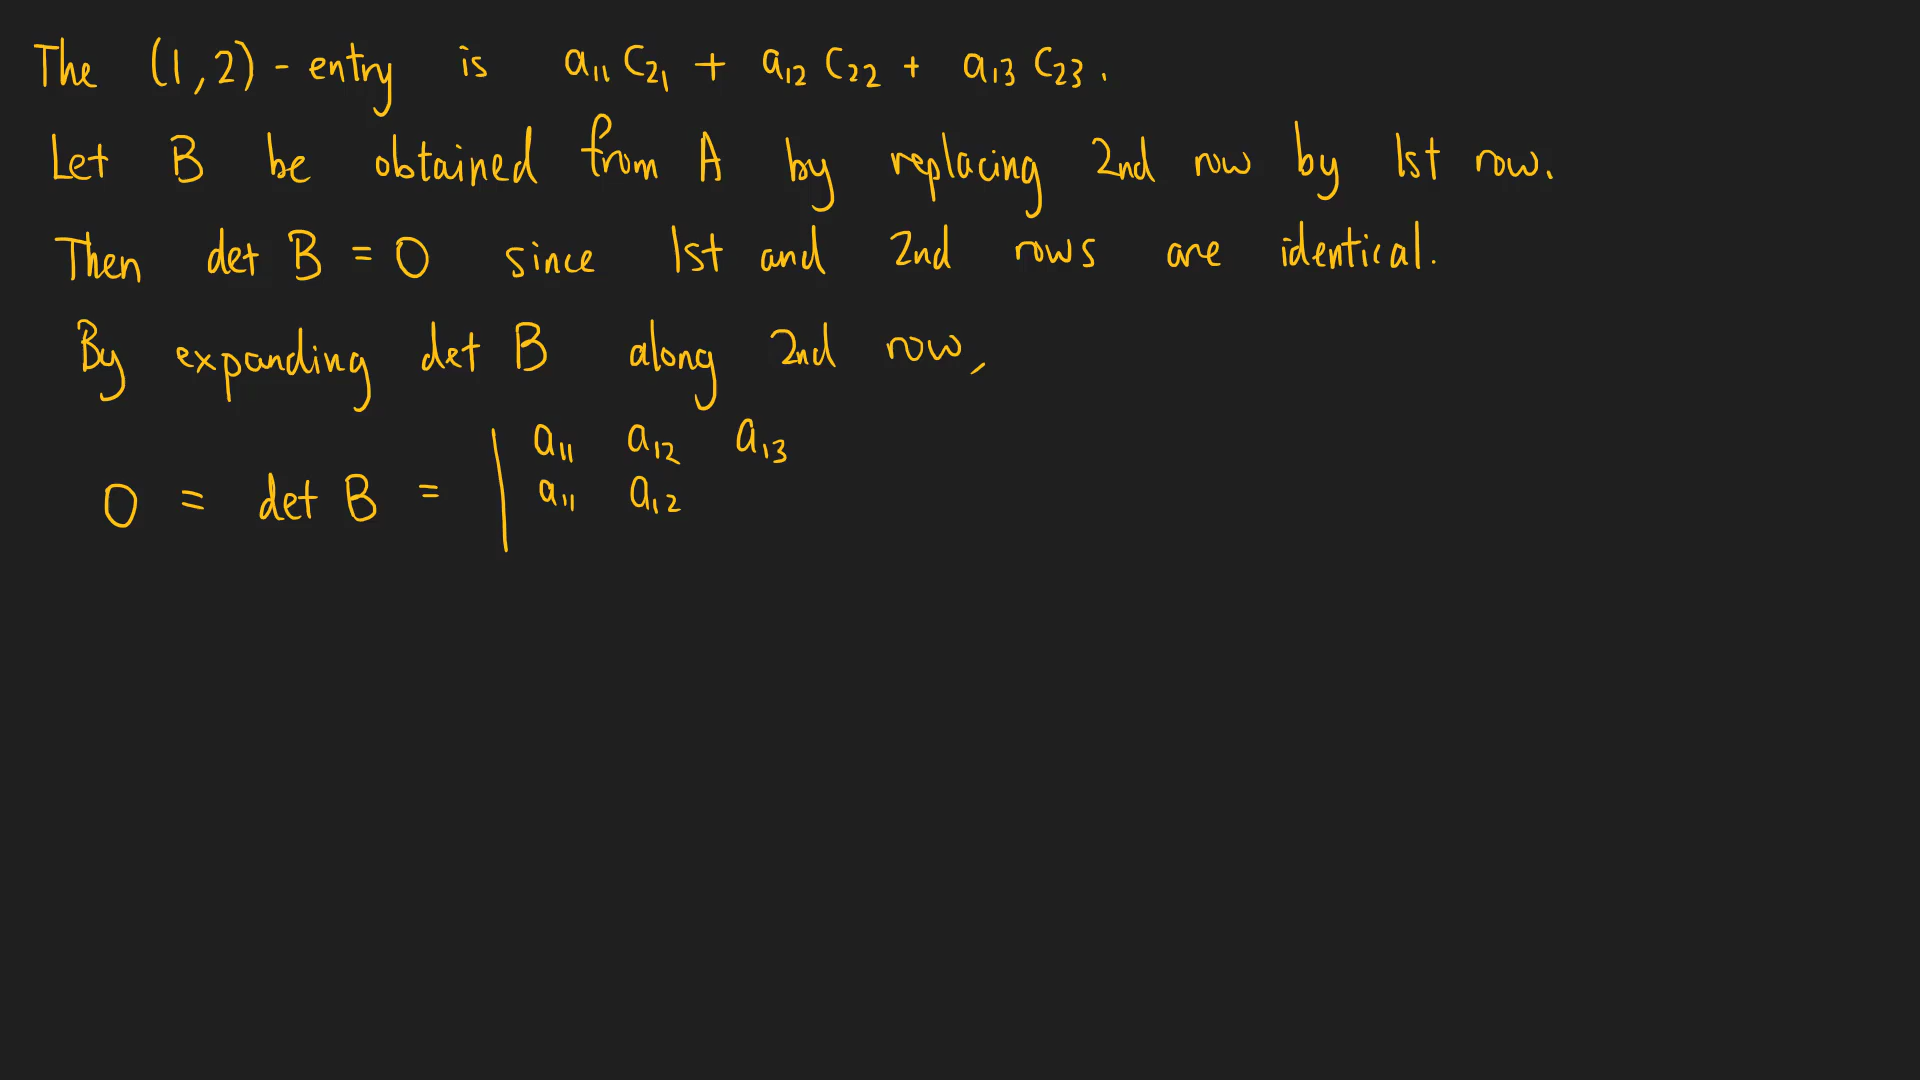 The (1,2)-entry is a₁₁ C₂₁ + a₁₂ C₂₂ + a₁₃ C₂₃.
Let B be obtained from A by replacing 2nd row by 1st row.
Then det B = 0 since 1st and 2nd rows are identical.
By expanding det B along 2nd row,
0 = det B = | a₁₁ a₁₂ a₁₃
a₁₁ a₁₂